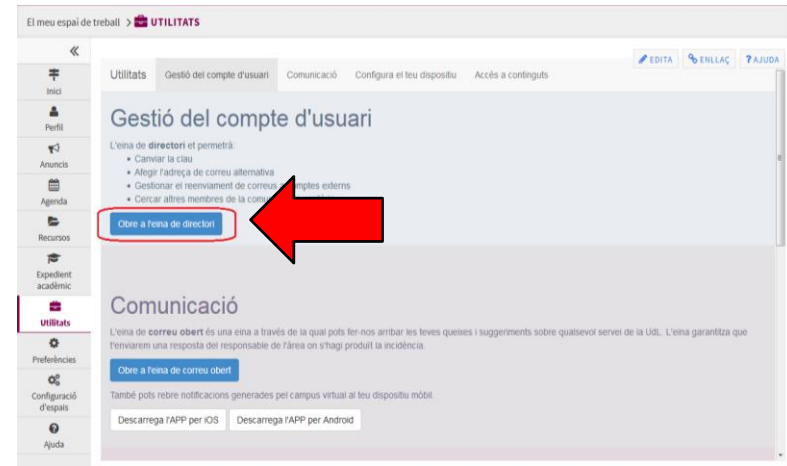 El meu espai de treball > UTILITATS
EDITA
ENLLAÇ
? AJUDA
Inici
Perfil
Anuncis
Agenda
Recursos
Expedient
acadèmic
Utilitats
Preferències
Configuració
d'espais
Ajuda
Utilitats
Gestió del compte d'usuari
Comunicació
Configura el teu dispositiu
Accés a continguts
Gestió del compte d'usuari
L'eina de directori et permetrà:
• Canviar la clau
• Afegir l'adreça de correu alternativa
• Gestionar el reenviament de correus a comptes externs
• Cercar altres membres de la
Obre a l'eina de directori
Comunicació
L'eina de correu obert és una eina a través de la qual pots fer-nos arribar les teves queixes i suggeriments sobre qualsevol servei de la UdL. L'eina garantitza que
t'enviarem una resposta del responsable de l'àrea on s'hagi produït la incidència.
Obre a l'eina de correu obert
També pots rebre notificacions generades pel campus virtual al teu dispositiu mòbil.
Descarrega l'APP per iOS
Descarrega l'APP per Android